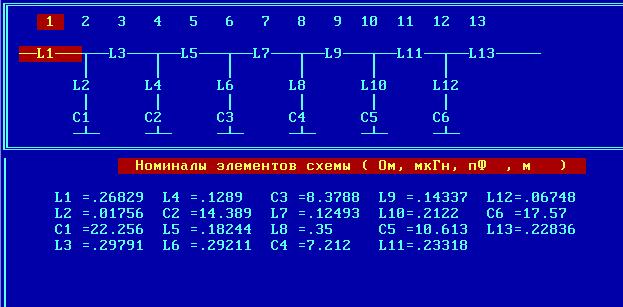 1 2 3 4 5 6 7 8 9 10 11 12 13
L1 L3 L5 L7 L9 L11 L13
L2 L4 L6 L8 L10 L12
C1 C2 C3 C4 C5 C6
Номиналы элементов схемы ( Ом, мкГн, пФ , м )
L1 =.26829 L4 =.1289 C3 =8.3788 L9 =.14337 L12=.06748
L2 =.01756 C2 =14.389 L7 =.12493 L10=.2122 C6 =17.57
C1 =22.256 L5 =.18244 L8 =.35 C5 =10.613 L13=.22836
L3 =.29791 L6 =.29211 C4 =7.212 L11=.23318